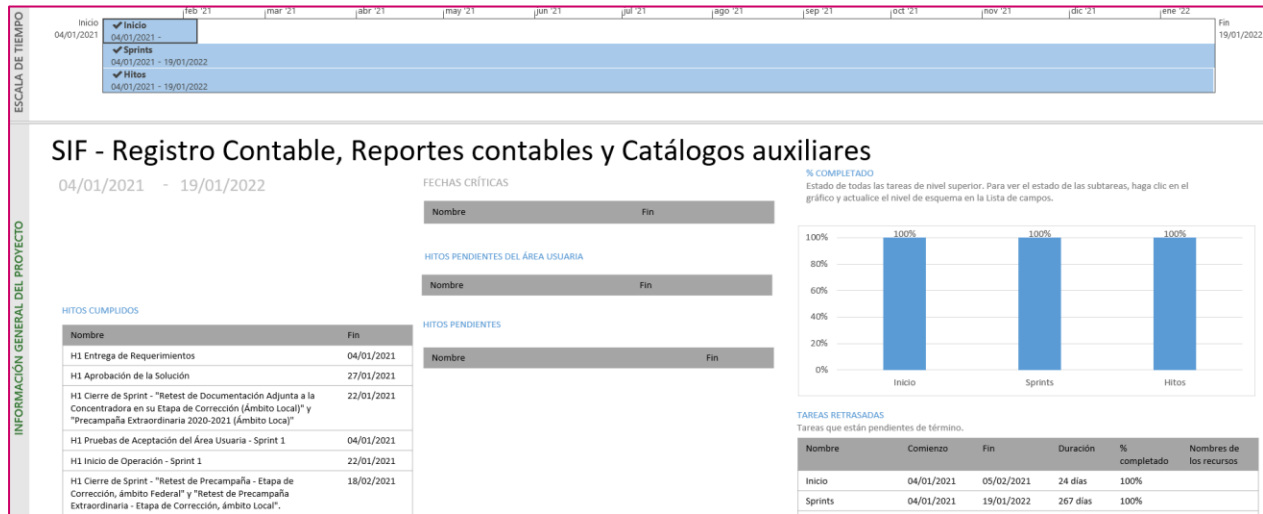 feb '21 mar '21 abr '21 may '21 jun '21 jul '21 ago '21 sep '21 oct '21 nov '21 dic '21 ene '22
ESCALA DE TIEMPO
Inicio
04/01/2021
✔ Inicio
04/01/2021 -
✔ Sprints
04/01/2021 - 19/01/2022
✔ Hitos
04/01/2021 - 19/01/2022
Fin
19/01/2022
INFORMACIÓN GENERAL DEL PROYECTO
SIF - Registro Contable, Reportes contables y Catálogos auxiliares
04/01/2021 - 19/01/2022
HITOS CUMPLIDOS
Nombre Fin
H1 Entrega de Requerimientos 04/01/2021
H1 Aprobación de la Solución 27/01/2021
H1 Cierre de Sprint - "Retest de Documentación Adjunta a la 22/01/2021
Concentradora en su Etapa de Corrección (Ámbito Local)" y
"Precampaña Extraordinaria 2020-2021 (Ámbito Loca)"
H1 Pruebas de Aceptación del Área Usuaria - Sprint 1 04/01/2021
H1 Inicio de Operación - Sprint 1 22/01/2021
H1 Cierre de Sprint - "Retest de Precampaña - Etapa de 18/02/2021
Corrección, ámbito Federal" y "Retest de Precampaña
Extraordinaria - Etapa de Corrección, ámbito Local".
FECHAS CRÍTICAS
Nombre Fin
HITOS PENDIENTES DEL ÁREA USUARIA
Nombre Fin
HITOS PENDIENTES
Nombre Fin
% COMPLETADO
Estado de todas las tareas de nivel superior. Para ver el estado de las subtareas, haga clic en el
gráfico y actualice el nivel de esquema en la Lista de campos.
100% 100% 100%
100%
80%
60%
40%
20%
0%
Inicio Sprints Hitos
TAREAS RETRASADAS
Tareas que están pendientes de término.
Nombre Comienzo Fin Duración % completado Nombres de los recursos
Inicio 04/01/2021 05/02/2021 24 días 100%
Sprints 04/01/2021 19/01/2022 267 días 100%